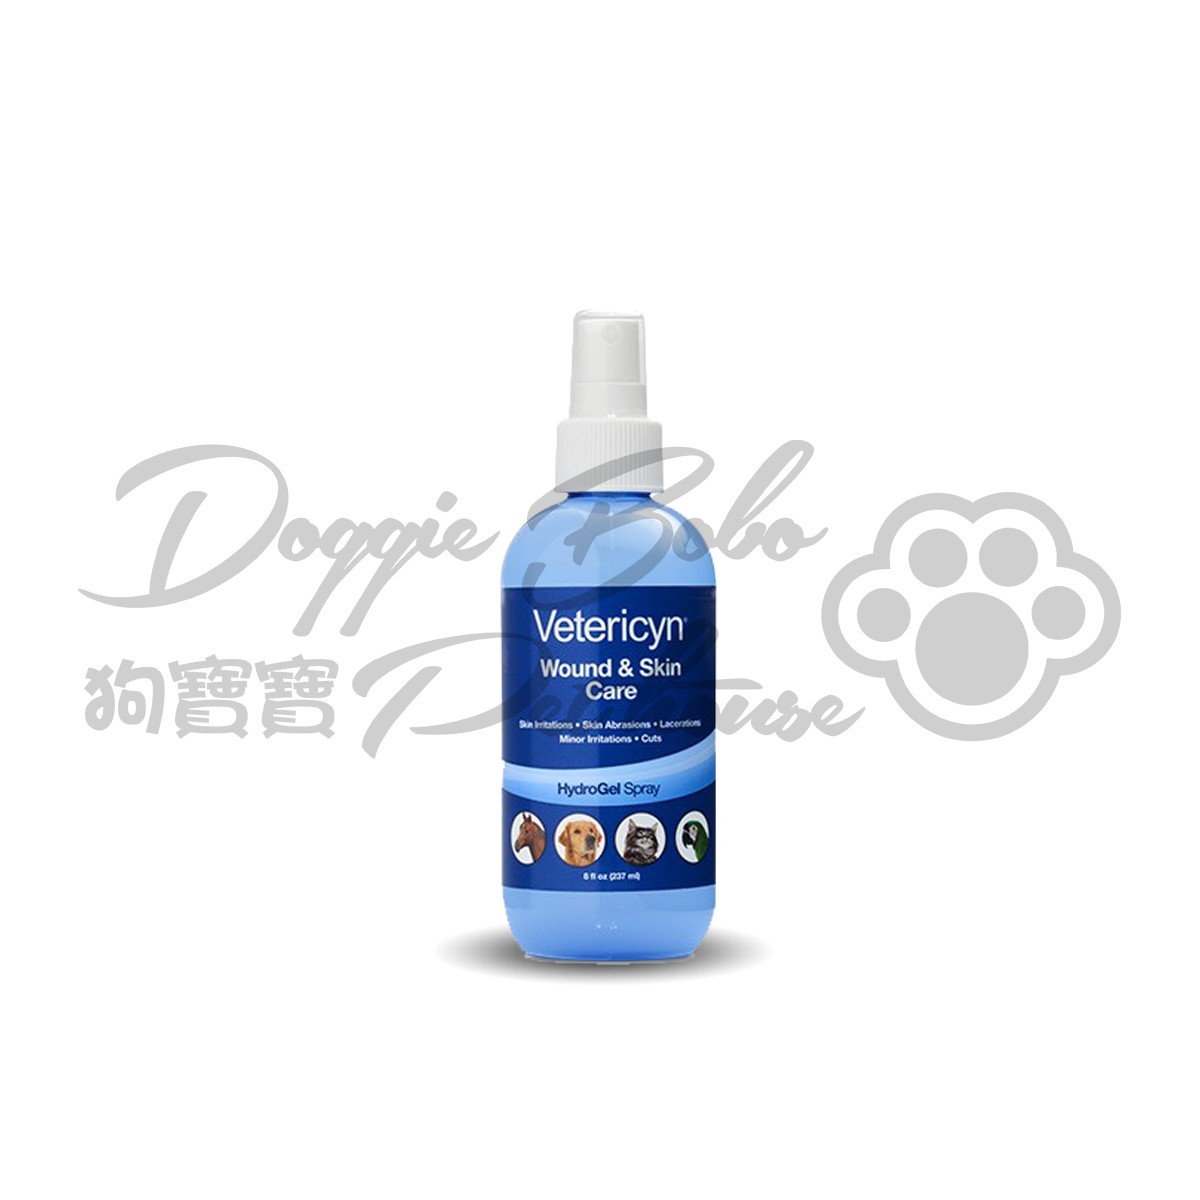 Doggie Bobo
狗寶寶 Pethouse
Vetericyn®
Wound & Skin
Care
Skin Irritations • Skin Abrasions • Lacerations
Minor Irritations • Cuts
HydroGel Spray
8 fl oz (237 ml)